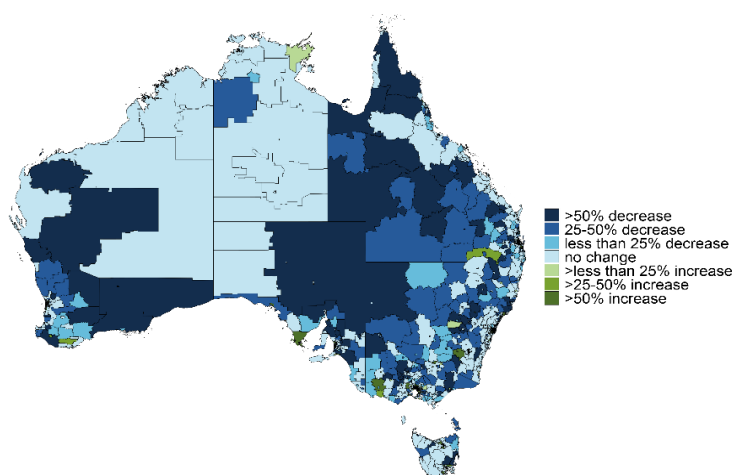 >50% decrease
25-50% decrease
less than 25% decrease
no change
>less than 25% increase
>25-50% increase
>50% increase